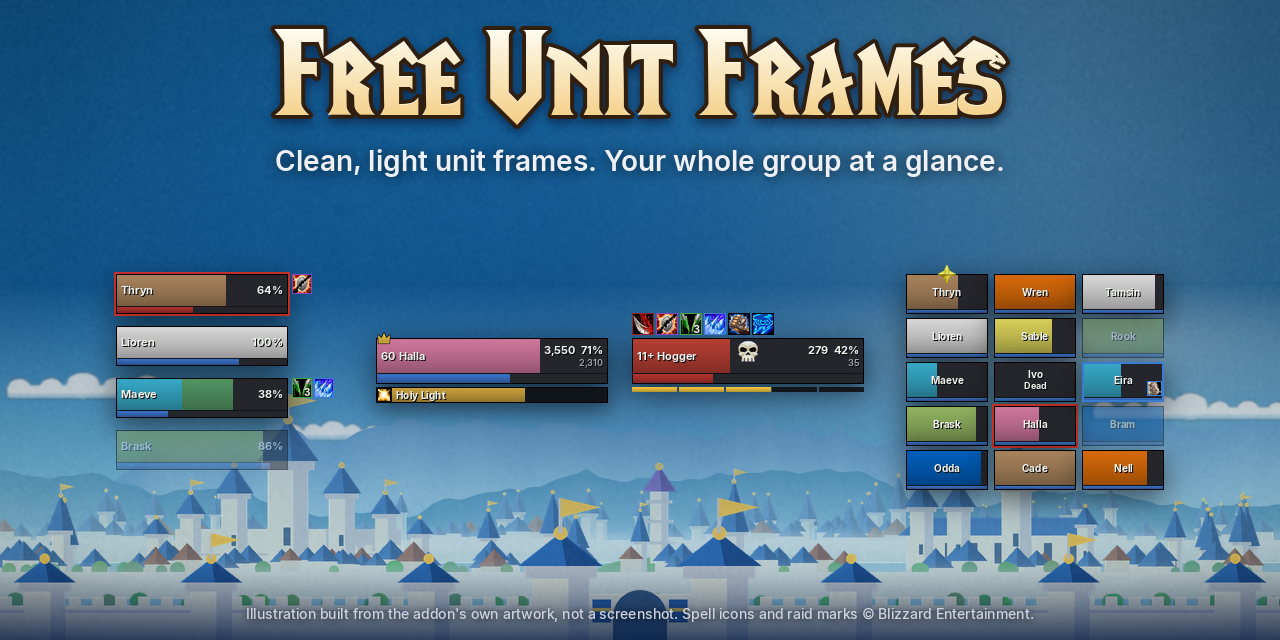 FREE UNIT FRAMES
Clean, light unit frames. Your whole group at a glance.
Thryn 64%
Lioren 100%
Maeve 38%
3
Brask 86%
60 Halla 3,550 71%
2,310
Holy Light
3
11+ Hogger 279 42%
35
Thryn Wren Tamsin
Lioren Sable Rook
Maeve Ivo Dead Eira
Brask Halla Bram
Odda Cade Nell
Illustration built from the addon's own artwork, not a screenshot. Spell icons and raid marks © Blizzard Entertainment.